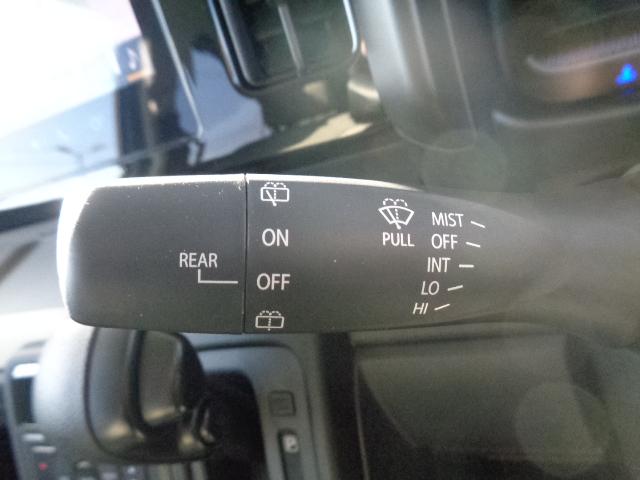 ON
REAR
OFF
PULL
MIST
OFF
INT
LO
HI